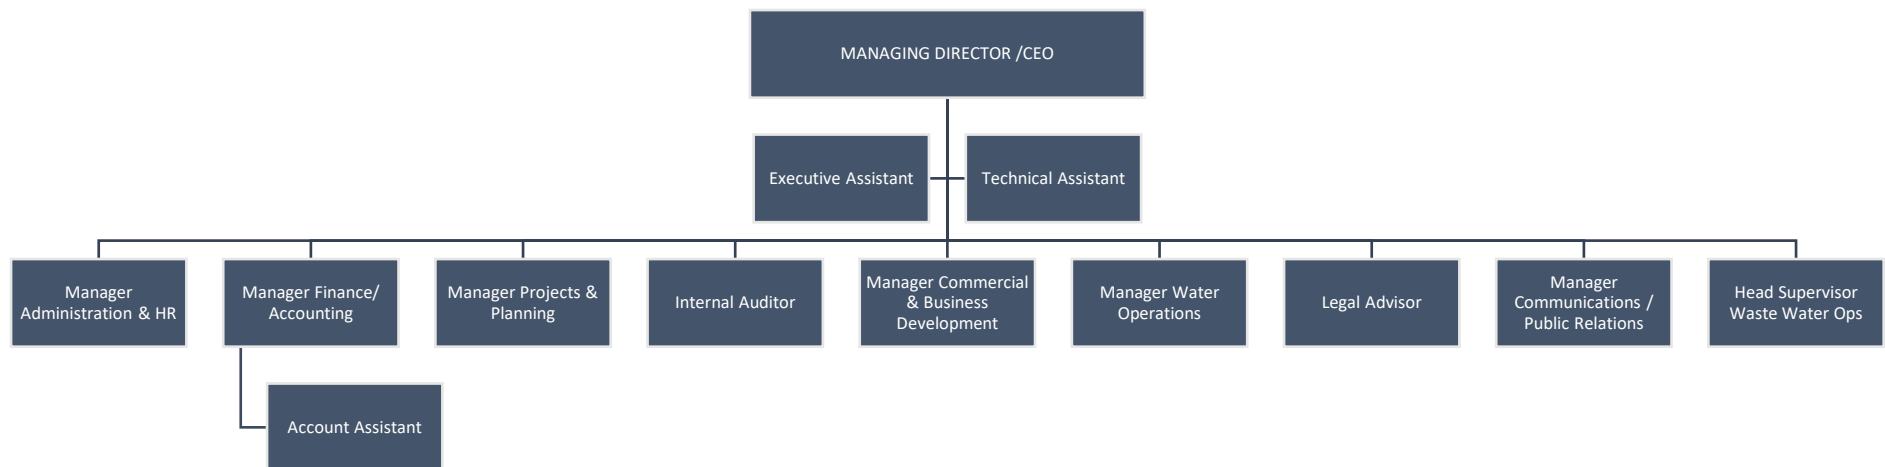 MANAGING DIRECTOR /CEO
Executive Assistant
Technical Assistant
Manager
Administration & HR
Manager Finance/
Accounting
Manager Projects &
Planning
Internal Auditor
Manager Commercial
& Business
Development
Manager Water
Operations
Legal Advisor
Manager
Communications /
Public Relations
Head Supervisor
Waste Water Ops
Account Assistant